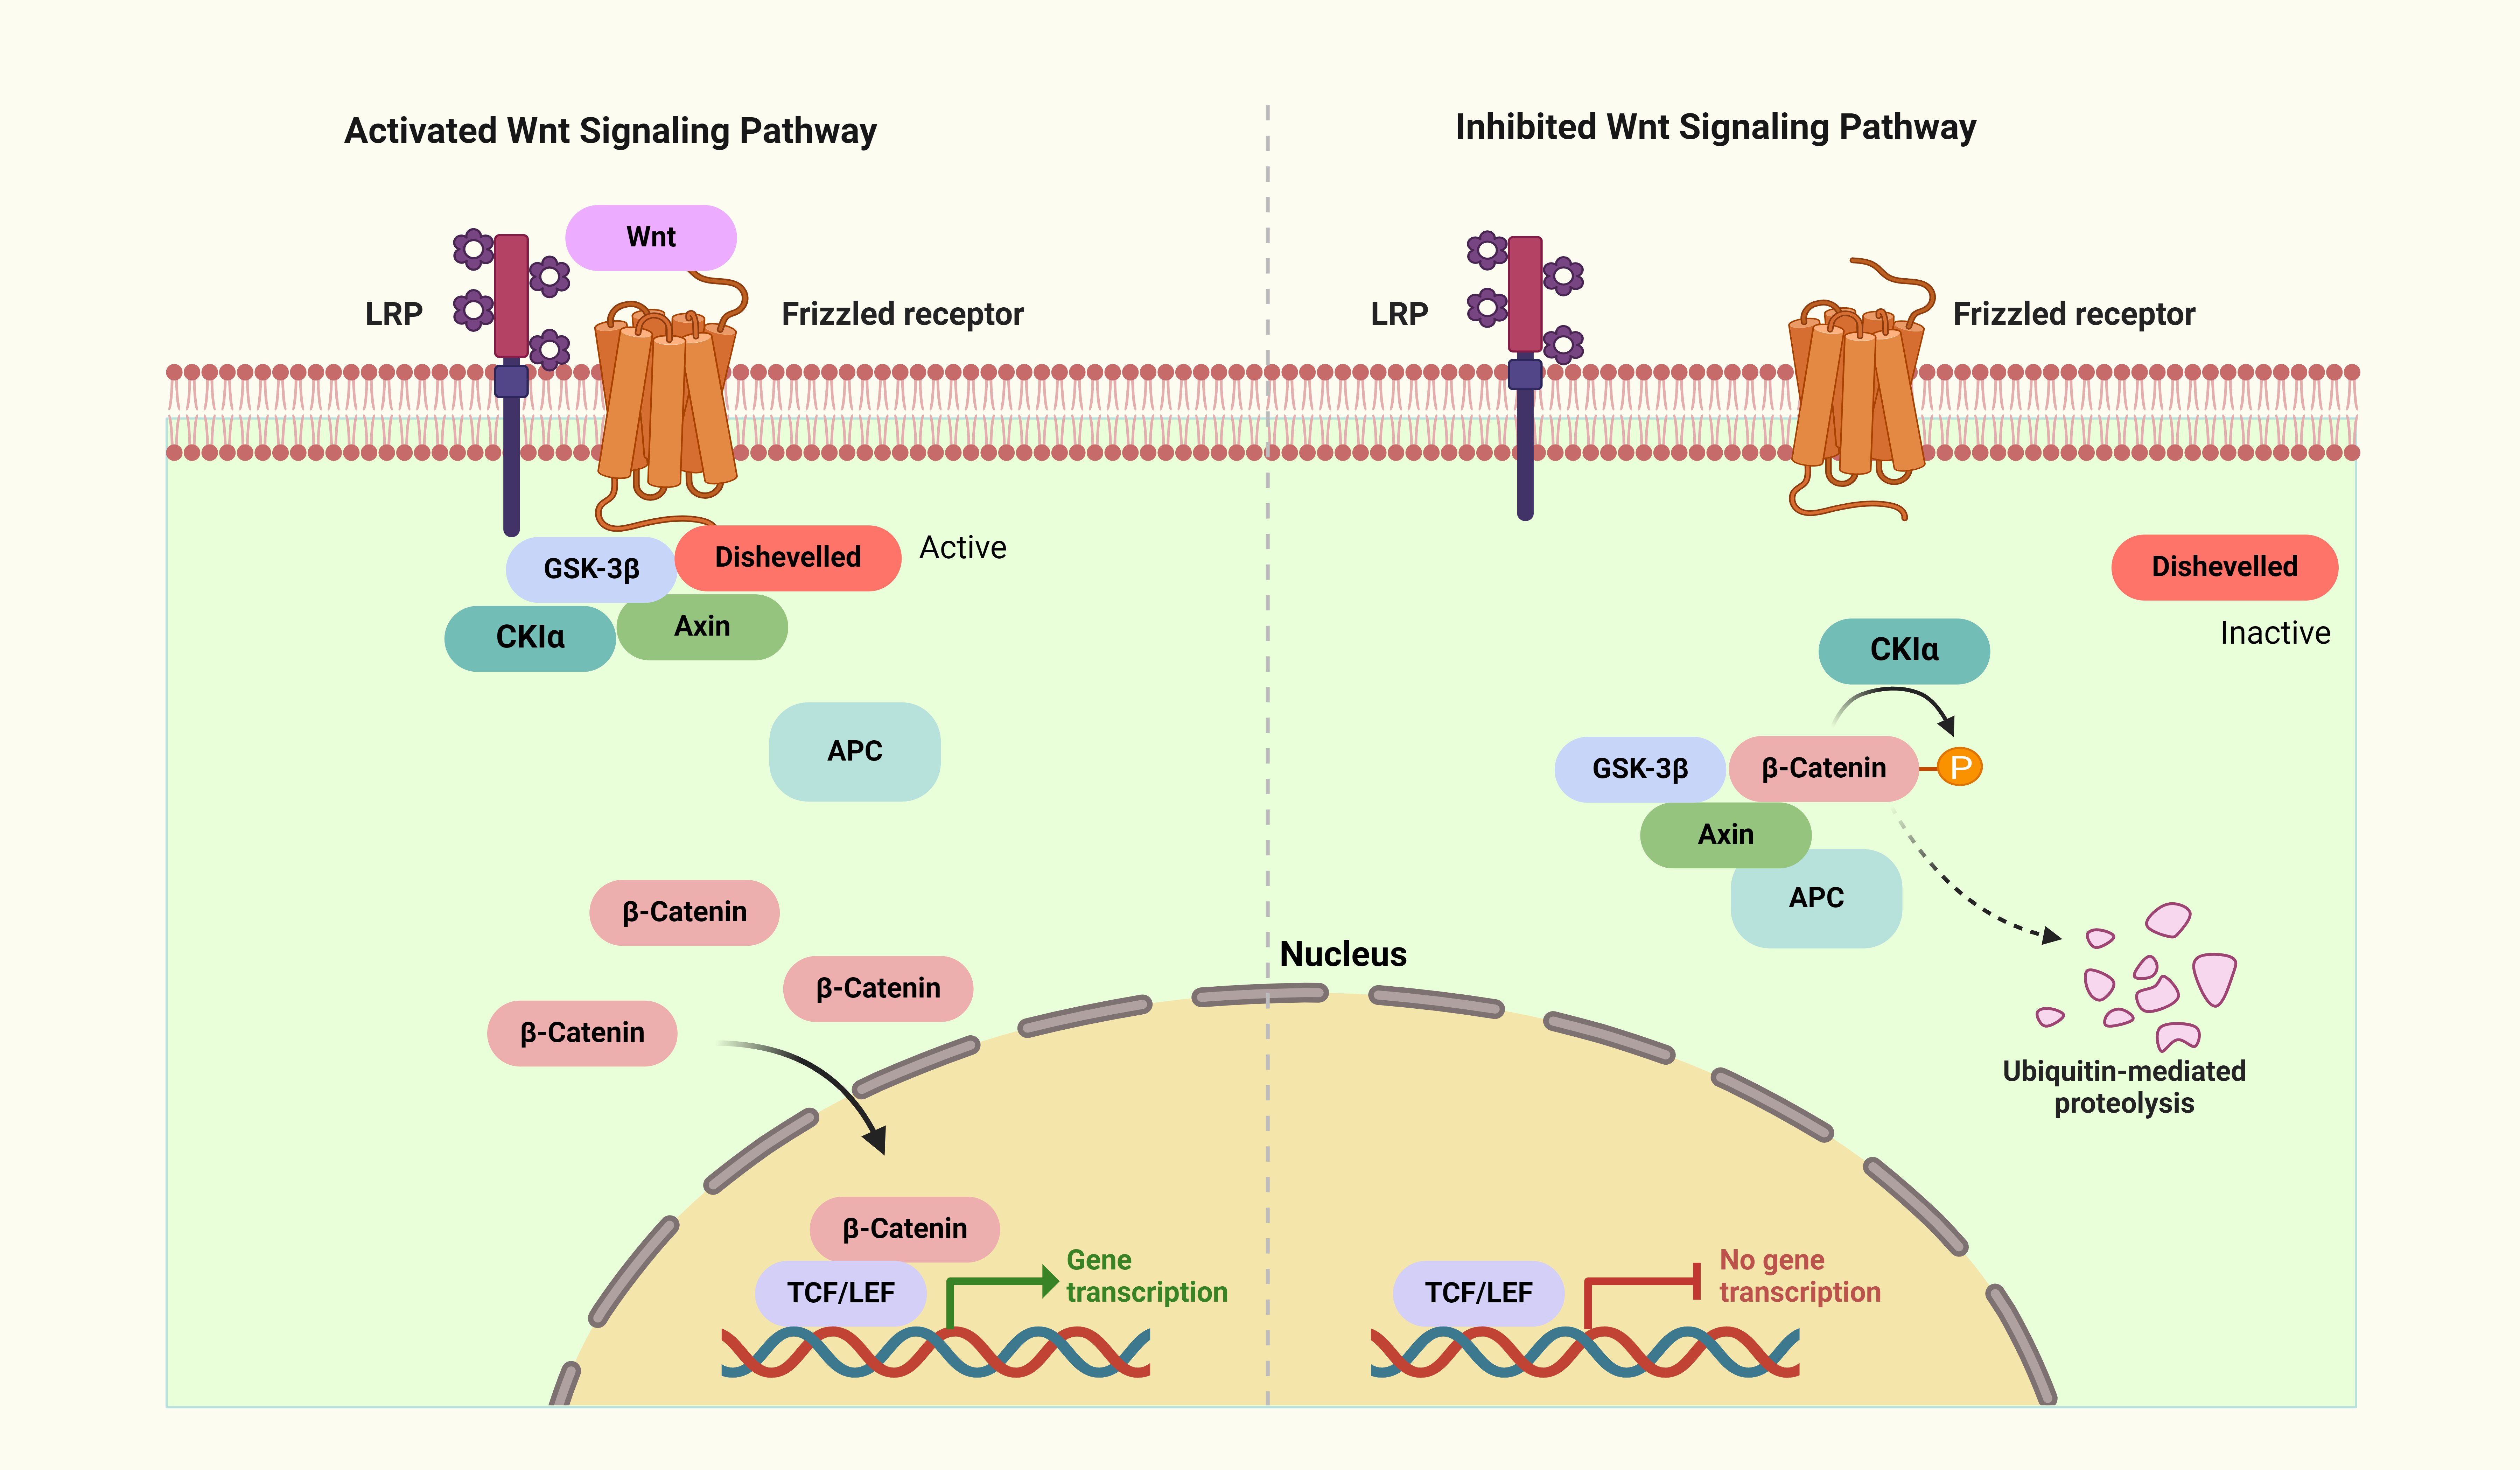 Activated Wnt Signaling Pathway
Wnt
LRP
Frizzled receptor
GSK-3β
Dishevelled
Active
CKIα
Axin
APC
β-Catenin
β-Catenin
β-Catenin
β-Catenin
TCF/LEF
Gene
transcription
Nucleus
Inhibited Wnt Signaling Pathway
LRP
Frizzled receptor
Dishevelled
Inactive
CKIα
GSK-3β
β-Catenin
P
Axin
APC
Ubiquitin-mediated
proteolysis
TCF/LEF
No gene
transcription